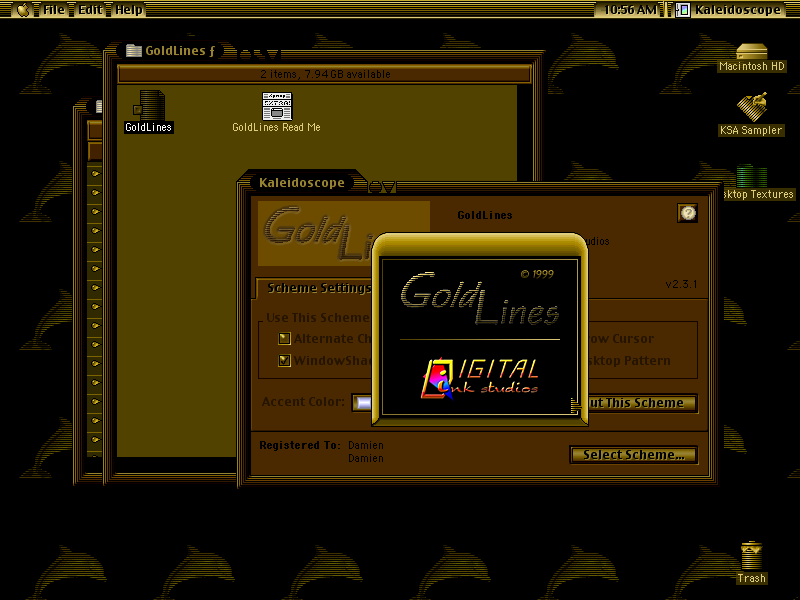 File Edit Help
10:56 AM
Kaleidoscope
GoldLines ƒ
2 items, 7.94 GB available
GoldLines
GoldLines Read Me
Macintosh HD
KSA Sampler
sktop Textures
Kaleidoscope
GoldLines
udios
v2.3.1
Scheme Settings
Use This Scheme
Alternate Ch
ow Cursor
WindowShad
sktop Pattern
Accent Color:
ut This Scheme
Registered To: Damien
Damien
Select Scheme...
© 1999
Gold Lines
DIGITAL
ink studios
Trash